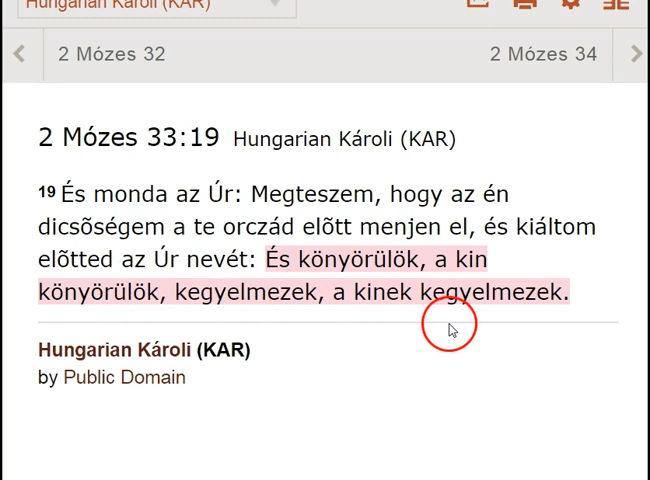 Hungarian Károli (KAR)
2 Mózes 32
2 Mózes 34
2 Mózes 33:19 Hungarian Károli (KAR)
19 És monda az Úr: Megteszem, hogy az én
dicsõségem a te orczád elõtt menjen el, és kiáltom
elõtted az Úr nevét: És könyörülök, a kin
könyörülök, kegyelmezek, a kinek kegyelmezek.
Hungarian Károli (KAR)
by Public Domain